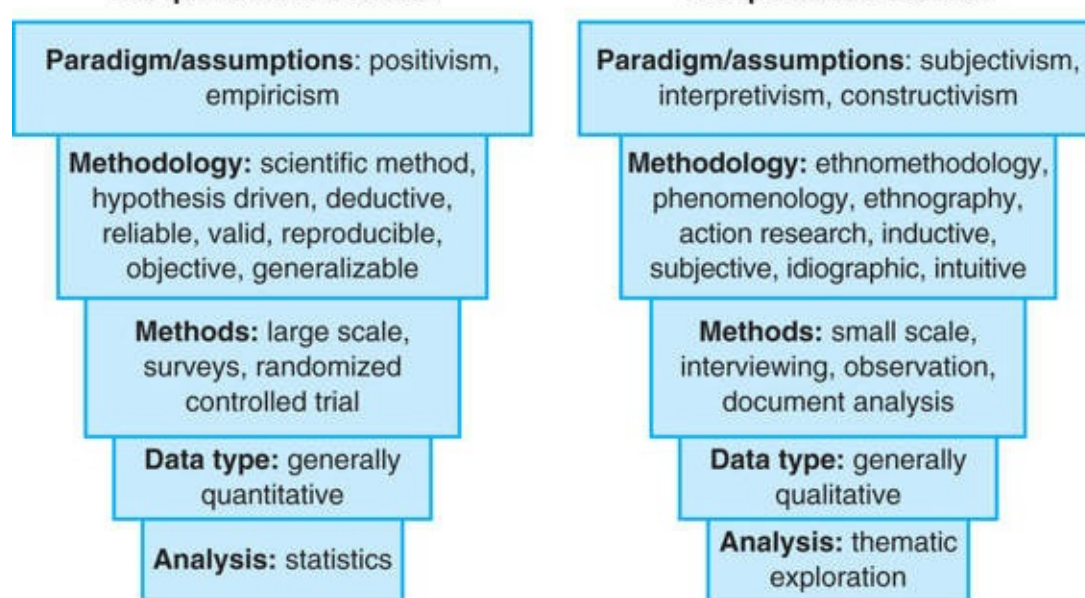 Paradigm/assumptions: positivism,
empiricism
Methodology: scientific method,
hypothesis driven, deductive,
reliable, valid, reproducible,
objective, generalizable
Methods: large scale,
surveys, randomized
controlled trial
Data type: generally
quantitative
Analysis: statistics
Paradigm/assumptions: subjectivism,
interpretivism, constructivism
Methodology: ethnomethodology,
phenomenology, ethnography,
action research, inductive,
subjective, idiographic, intuitive
Methods: small scale,
interviewing, observation,
document analysis
Data type: generally
qualitative
Analysis: thematic
exploration